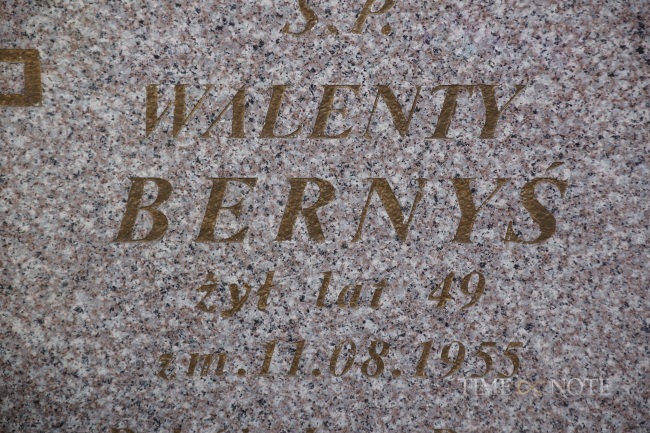 Ś.P.
WALENTY
BERNYŚ
żył lat 49
zm. 11.08.1955
TIME OF NOTE